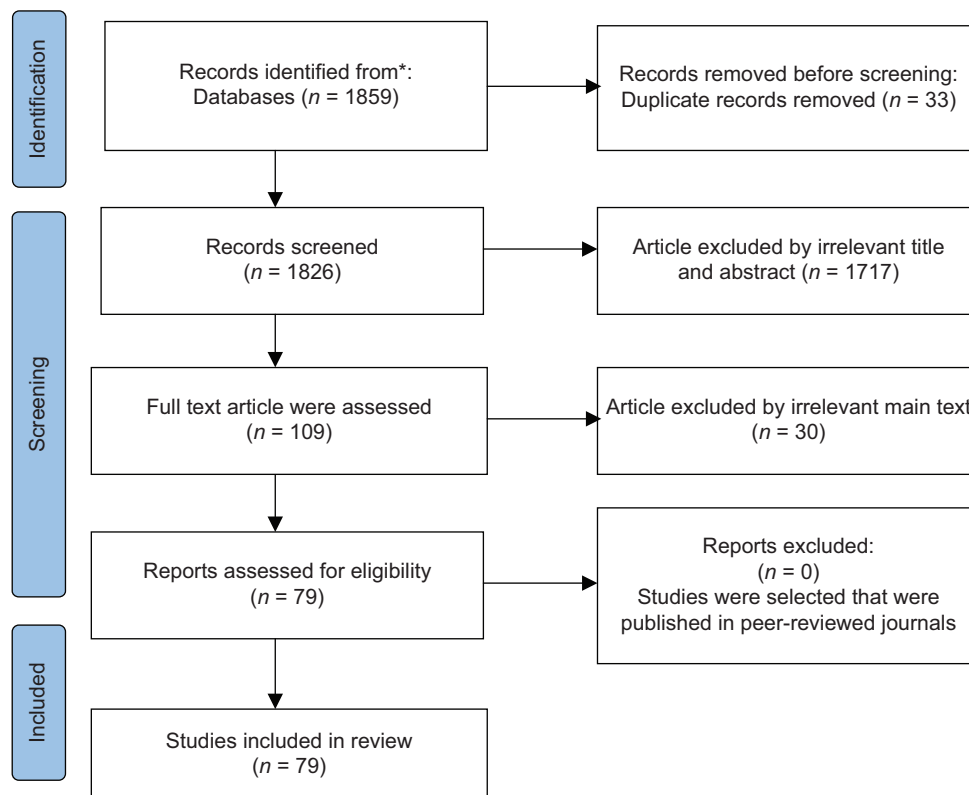 Identification
Records identified from*:
Databases (n = 1859)
Records removed before screening:
Duplicate records removed (n = 33)
Screening
Records screened
(n = 1826)
Article excluded by irrelevant title
and abstract (n = 1717)
Full text article were assessed
(n = 109)
Article excluded by irrelevant main text
(n = 30)
Reports assessed for eligibility
(n = 79)
Reports excluded:
(n = 0)
Studies were selected that were
published in peer-reviewed journals
Included
Studies included in review
(n = 79)